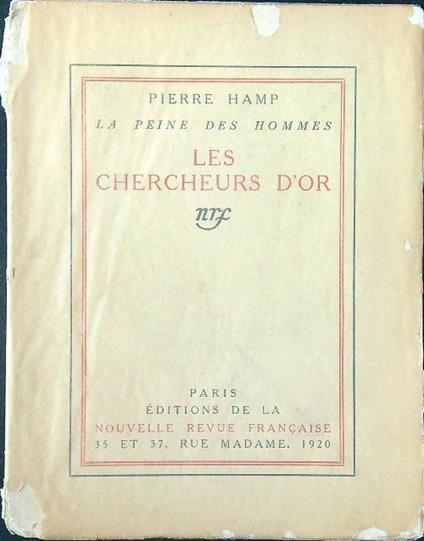 PIERRE HAMP
LA PEINE DES HOMMES
LES
CHERCHEURS D'OR
nrf
PARIS
ÉDITIONS DE LA
NOUVELLE REVUE FRANÇAISE
35 ET 37, RUE MADAME. 1920